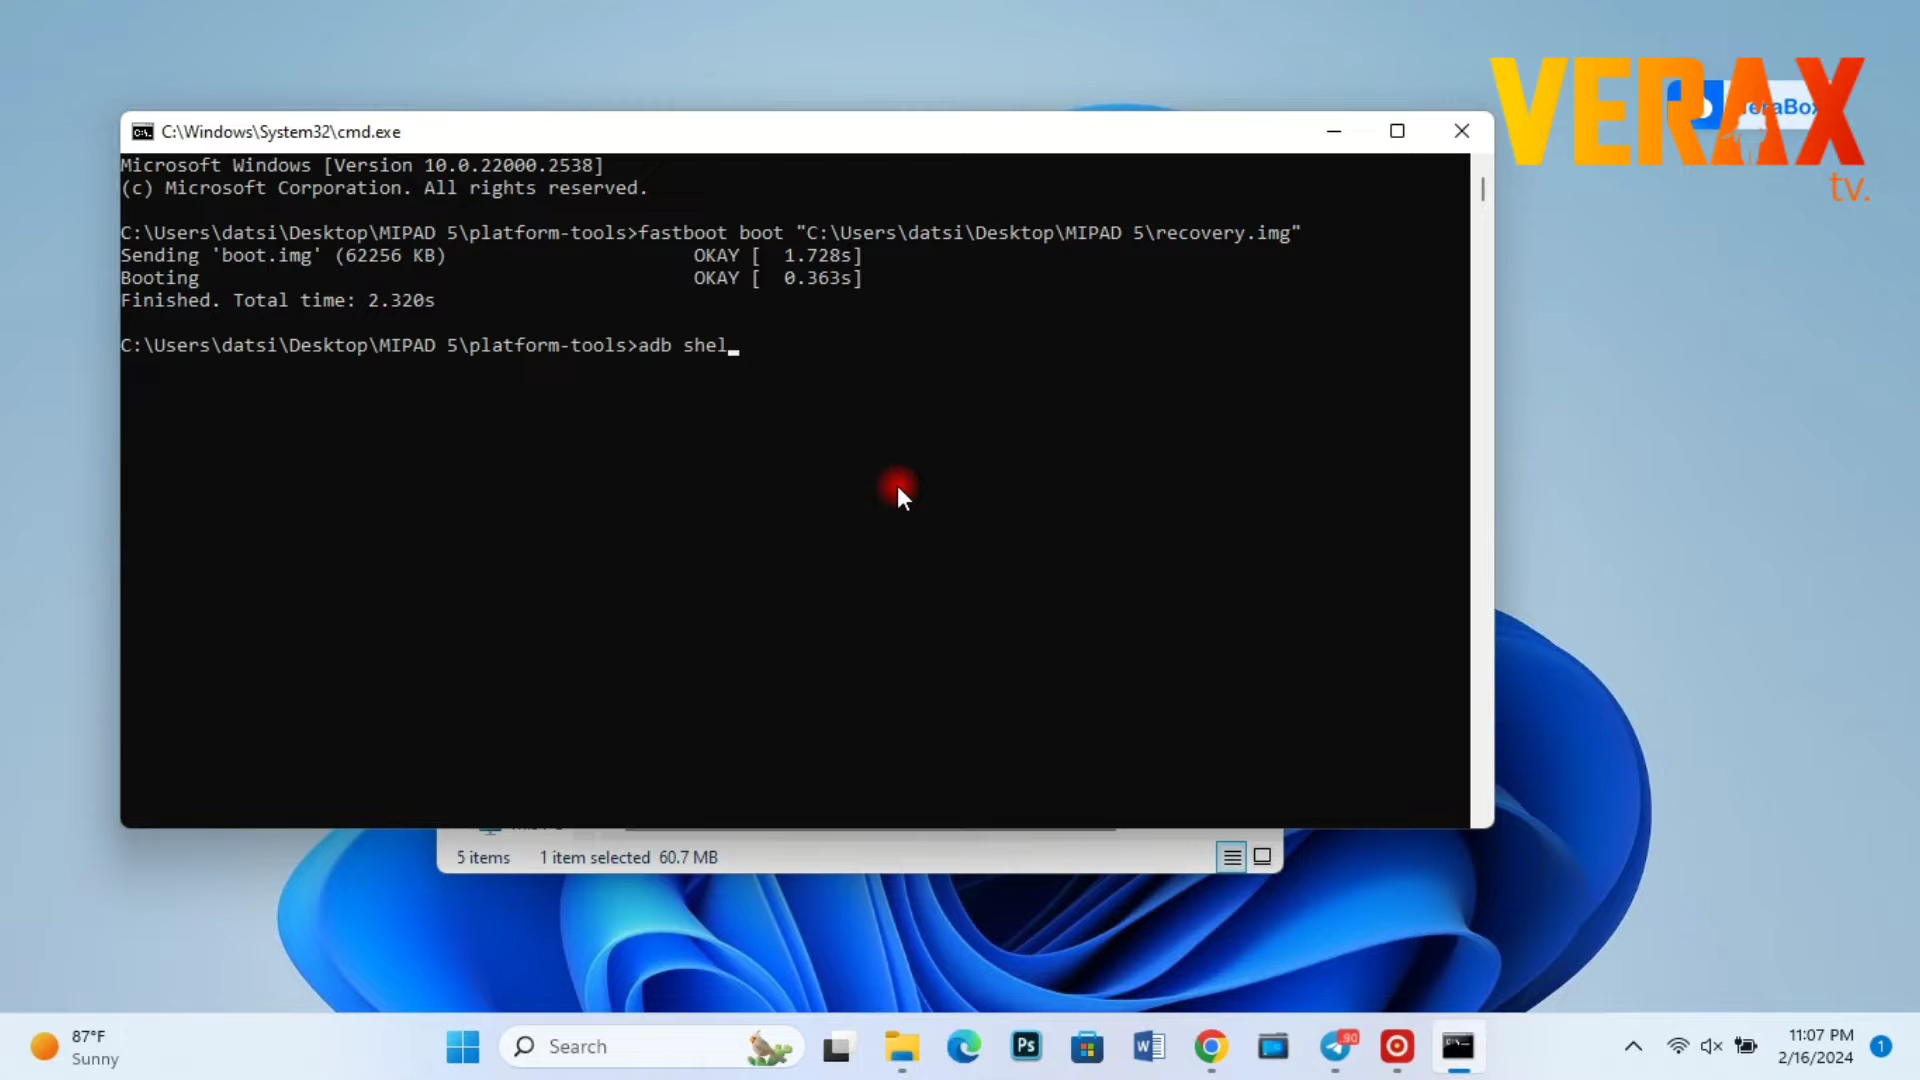 VERAX
tv.
C:\Windows\System32\cmd.exe
Microsoft Windows [Version 10.0.22000.2538]
(c) Microsoft Corporation. All rights reserved.
C:\Users\datsi\Desktop\MIPAD 5\platform-tools>fastboot boot "C:\Users\datsi\Desktop\MIPAD 5\recovery.img"
Sending 'boot.img' (62256 KB) OKAY [ 1.728s]
Booting OKAY [ 0.363s]
Finished. Total time: 2.320s
C:\Users\datsi\Desktop\MIPAD 5\platform-tools>adb shel_
5 items 1 item selected 60.7 MB
87°F
Sunny
Search
Ps
W
90
11:07 PM
2/16/2024
1